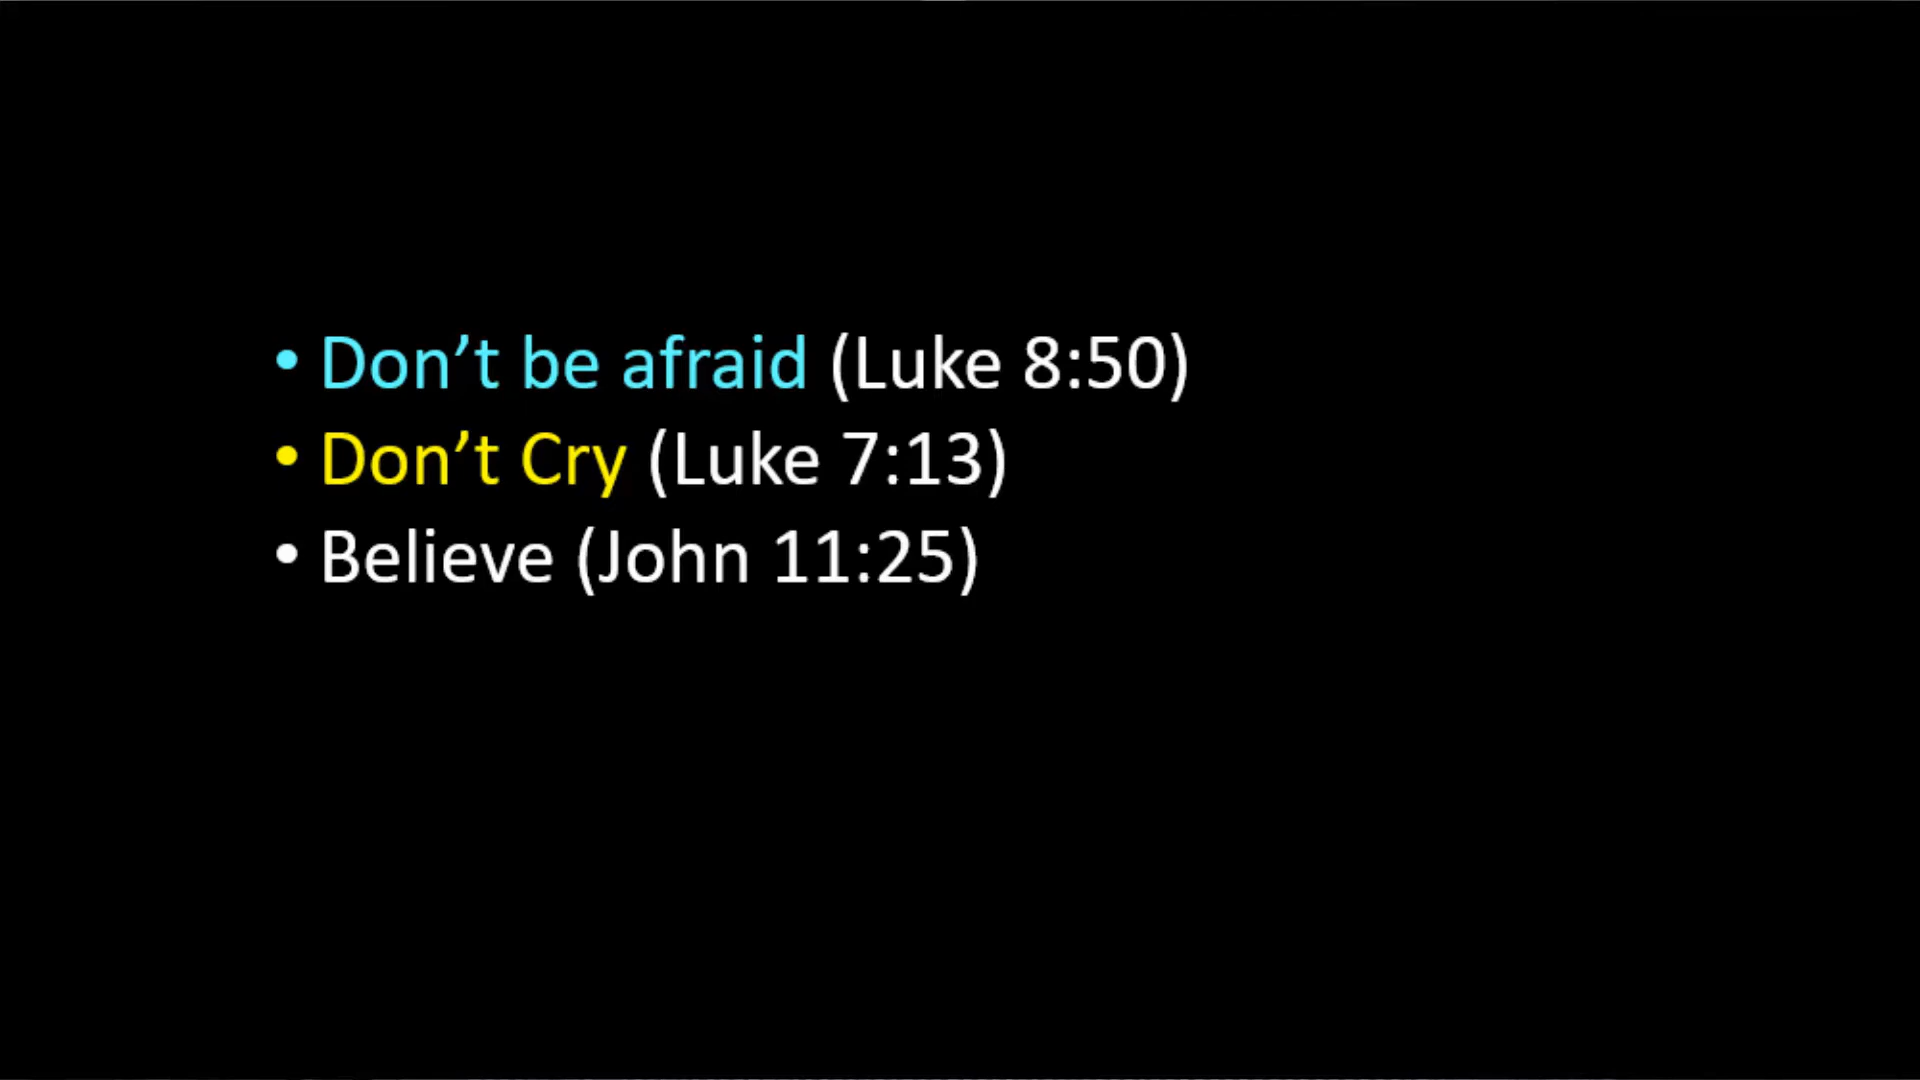 • Don’t be afraid (Luke 8:50)
• Don’t Cry (Luke 7:13)
• Believe (John 11:25)